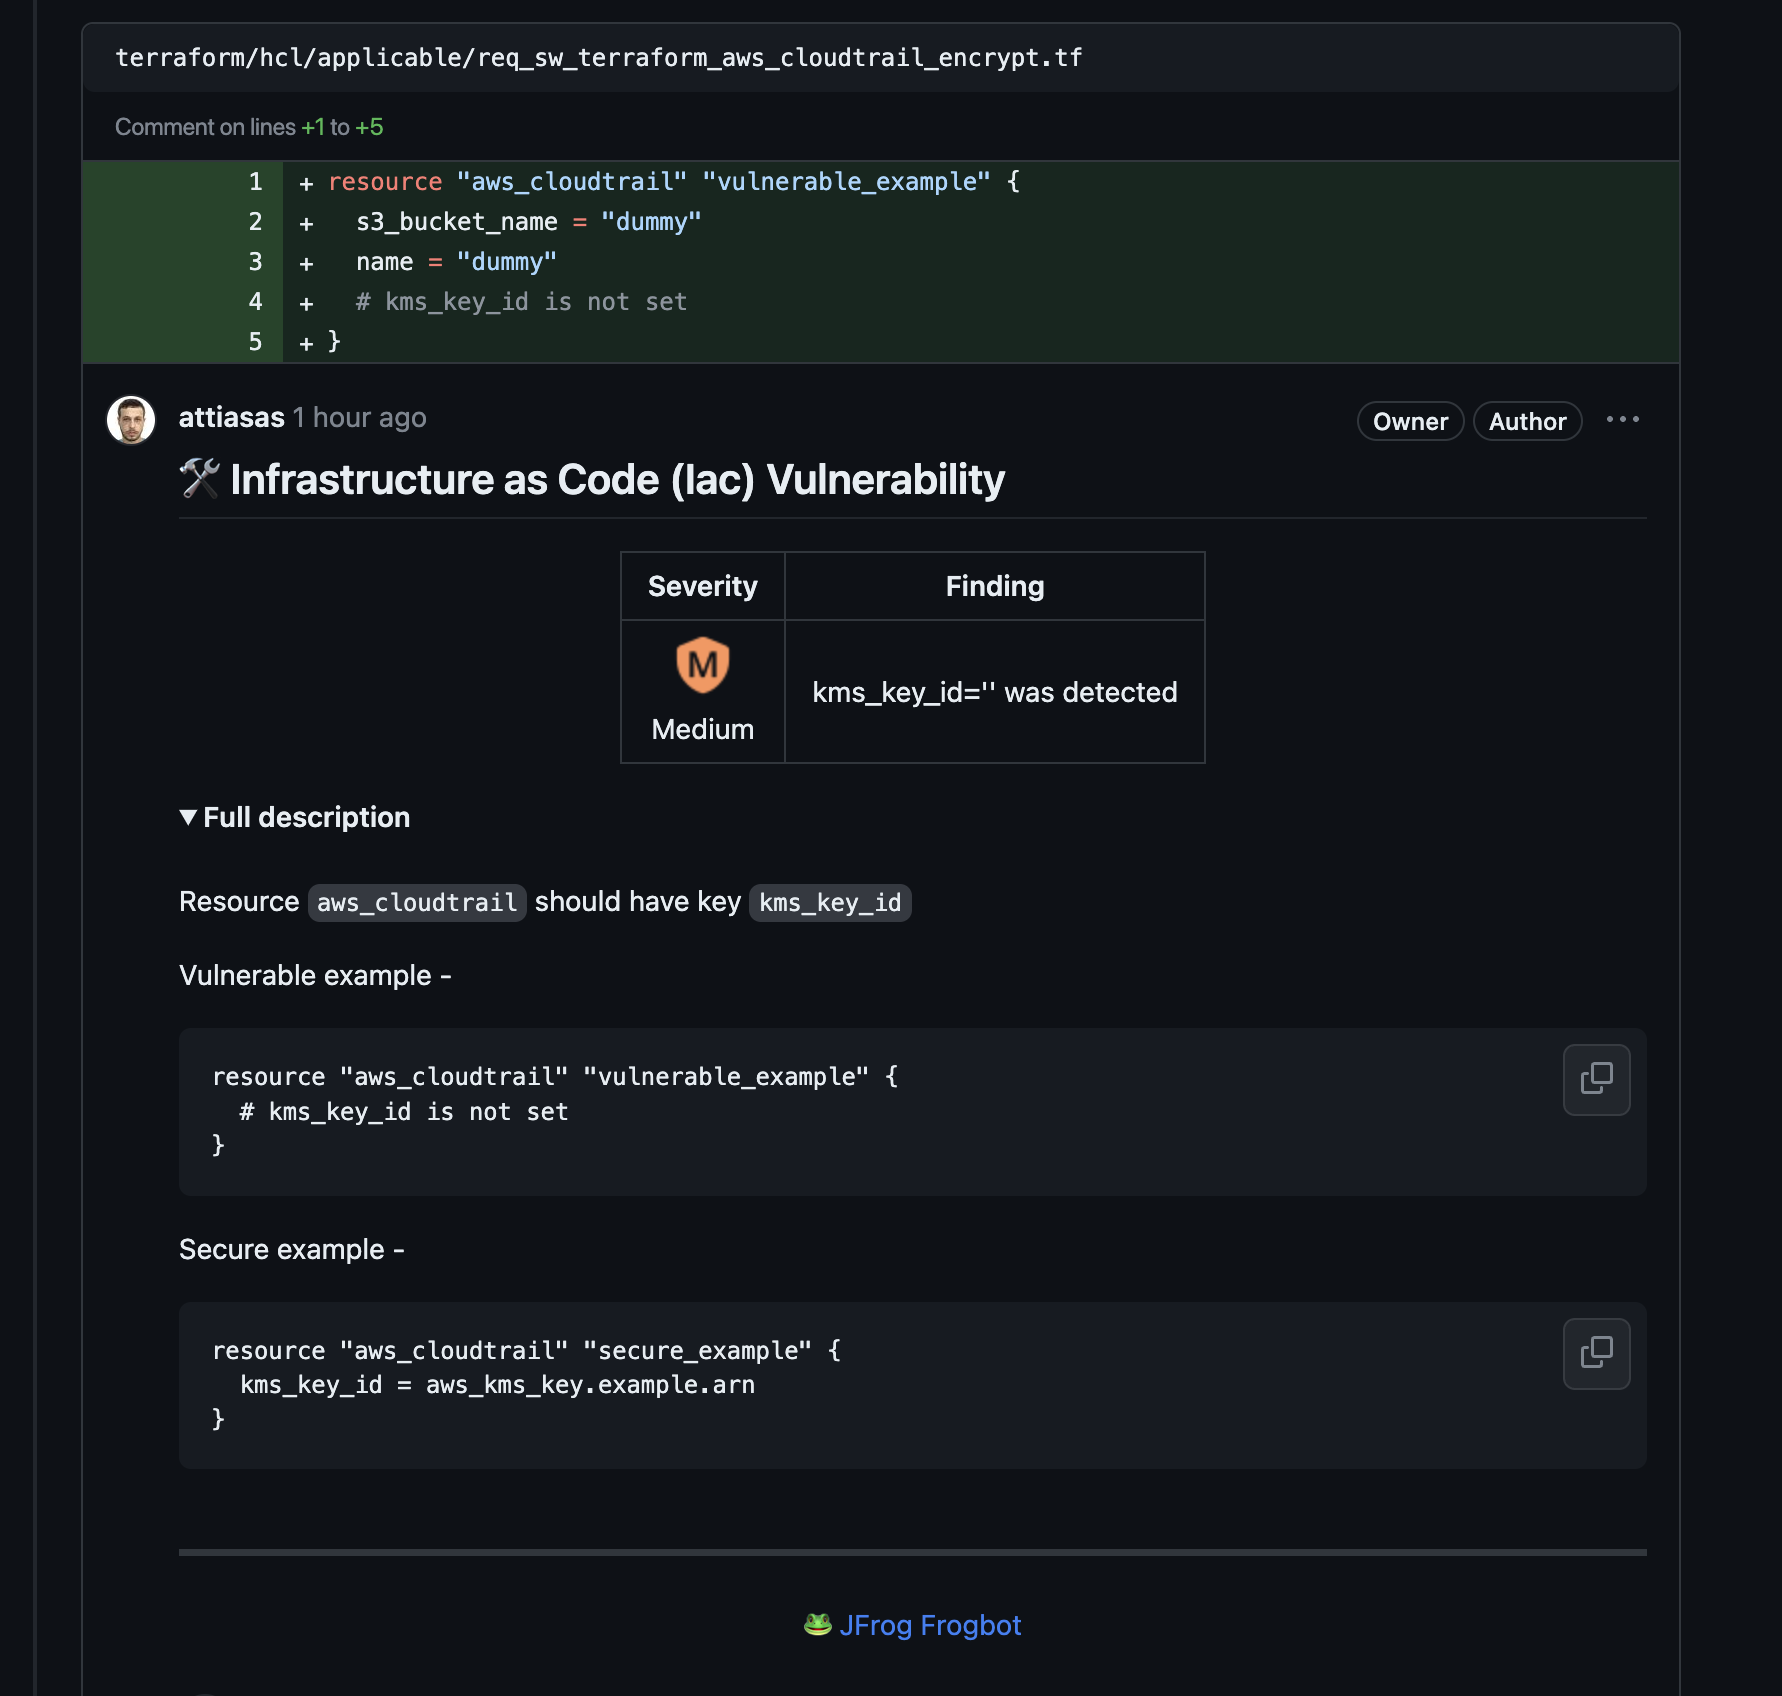 terraform/hcl/applicable/req_sw_terraform_aws_cloudtrail_encrypt.tf
Comment on lines +1 to +5
1 + resource "aws_cloudtrail" "vulnerable_example" {
2 +   s3_bucket_name = "dummy"
3 +   name = "dummy"
4 +   # kms_key_id is not set
5 + }
attiasas 1 hour ago Owner Author ...
🛠 Infrastructure as Code (Iac) Vulnerability
Severity Finding
M
Medium
kms_key_id='' was detected
▼ Full description
Resource aws_cloudtrail should have key kms_key_id
Vulnerable example -
resource "aws_cloudtrail" "vulnerable_example" {
  # kms_key_id is not set
}
Secure example -
resource "aws_cloudtrail" "secure_example" {
  kms_key_id = aws_kms_key.example.arn
}
🐸 JFrog Frogbot